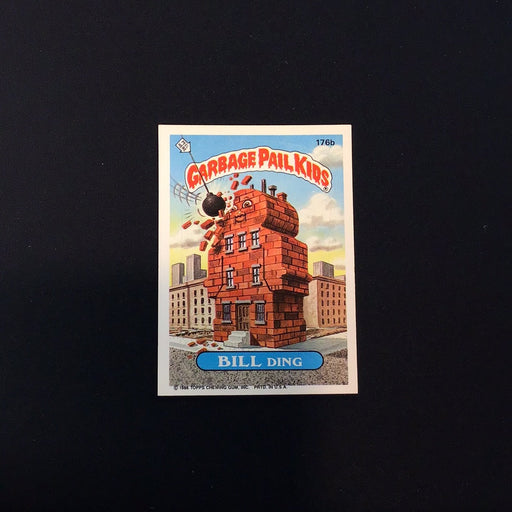 176b
GARBAGE PAIL KIDS
BILL DING
© 1986 TOPPS CHEWING GUM, INC. PRTD. IN U.S.A.